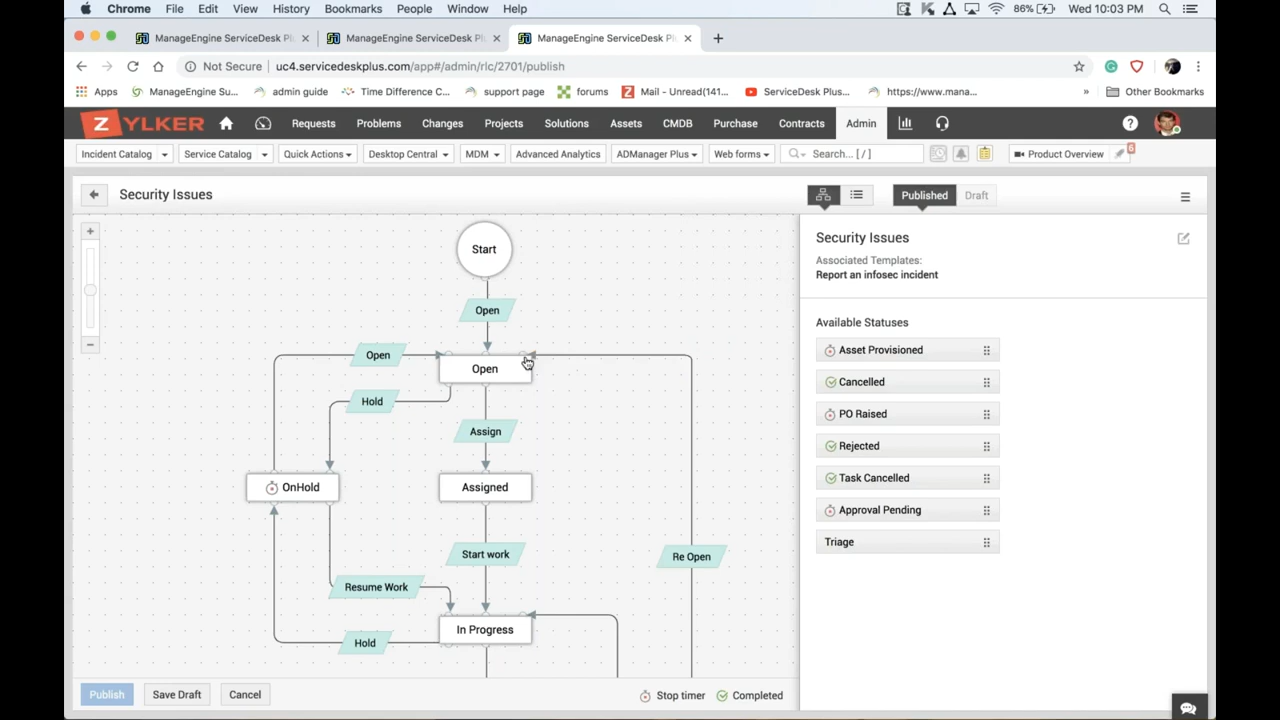 Chrome File Edit View History Bookmarks People Window Help 86% Wed 10:03 PM
ManageEngine ServiceDesk Plu ManageEngine ServiceDesk Plu ManageEngine ServiceDesk Plu
Not Secure uc4.servicedeskplus.com/app#/admin/rlc/2701/publish
Apps ManageEngine Su... admin guide Time Difference C... support page forums Mail - Unread(141... ServiceDesk Plus... https://www.mana... » Other Bookmarks
ZYLKER Requests Problems Changes Projects Solutions Assets CMDB Purchase Contracts Admin
Incident Catalog Service Catalog Quick Actions Desktop Central MDM Advanced Analytics ADManager Plus Web forms Search... [ / ] Product Overview 6
Security Issues Published Draft
Start
Open
Open
Open
Hold
Assign
OnHold
Assigned
Start work
Re Open
Resume Work
In Progress
Hold
Security Issues
Associated Templates:
Report an infosec incident
Available Statuses
Asset Provisioned
Cancelled
PO Raised
Rejected
Task Cancelled
Approval Pending
Triage
Publish Save Draft Cancel Stop timer Completed